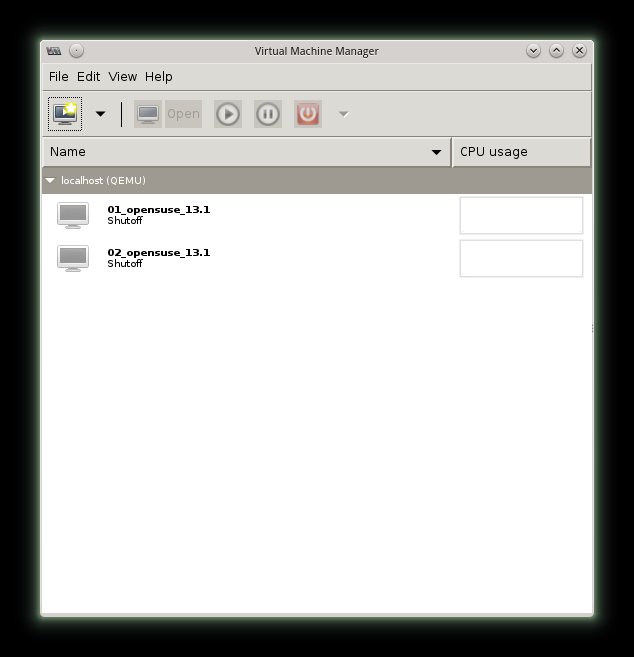 Virtual Machine Manager
File Edit View Help
Open
Name CPU usage
localhost (QEMU)
01_opensuse_13.1
Shutoff
02_opensuse_13.1
Shutoff